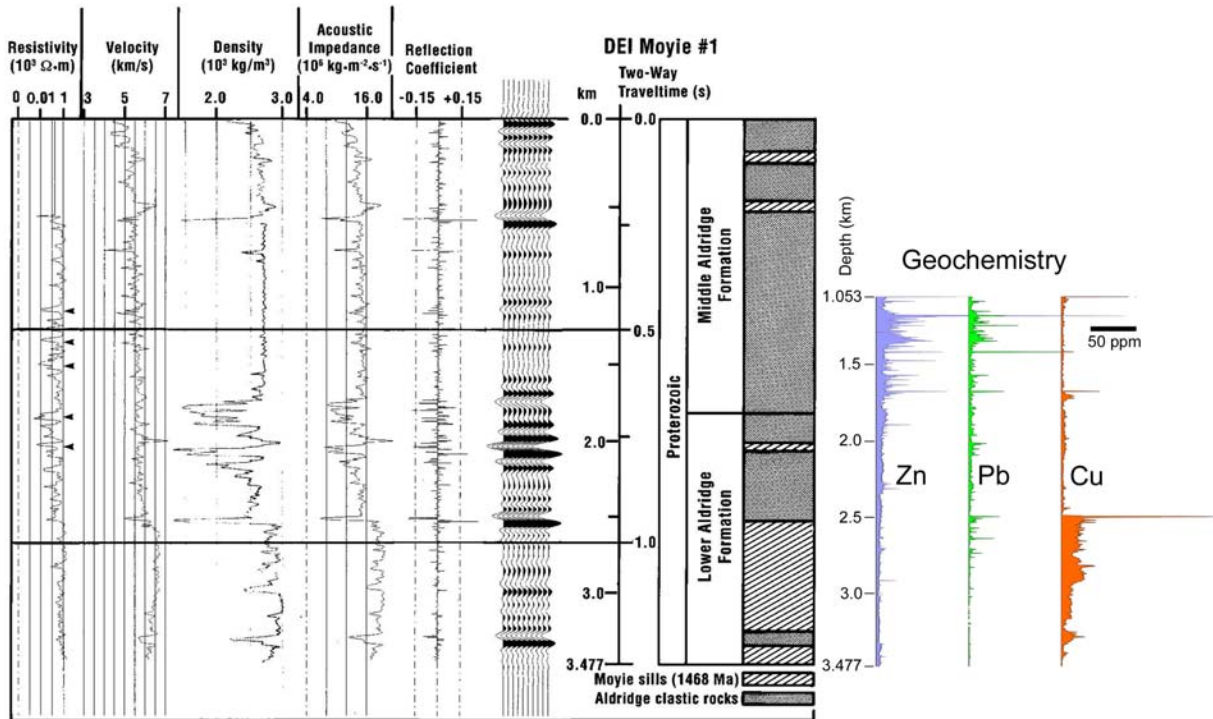 Resistivity
(10³ Ω•m)
0 0.01 1
Velocity
(km/s)
3 5 7
Density
(10³ kg/m³)
2.0 3.0
Acoustic
Impedance
(10⁶ kg•m⁻²•s⁻¹)
4.0 16.0
Reflection
Coefficient
-0.15 +0.15
DEI Moyie #1
Two-Way
Traveltime (s)
km
0.0
1.0
2.0
3.0
3.477
0.0
0.5
1.0
Proterozoic
Middle Aldridge
Formation
Lower Aldridge
Formation
Moyie sills (1468 Ma)
Aldridge clastic rocks
Geochemistry
Depth (km)
1.053
1.5
2.0
2.5
3.0
3.477
Zn
Pb
Cu
50 ppm